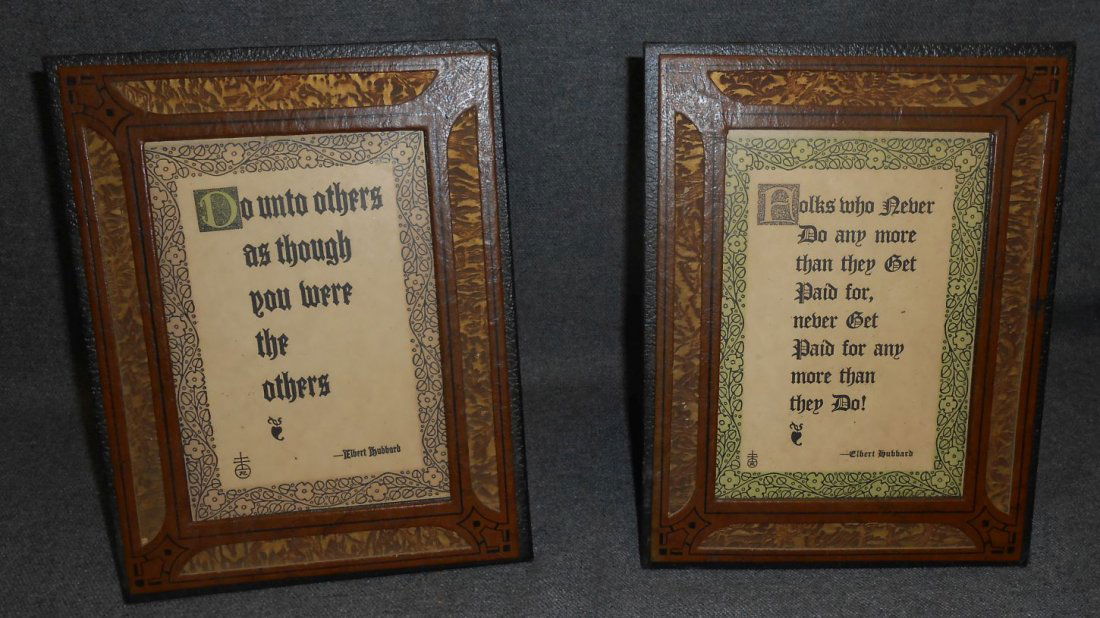 Do unto others
as though
you were
the
others
—Elbert Hubbard
Folks who Never
Do any more
than they Get
Paid for,
never Get
Paid for any
more than
they Do!
—Elbert Hubbard